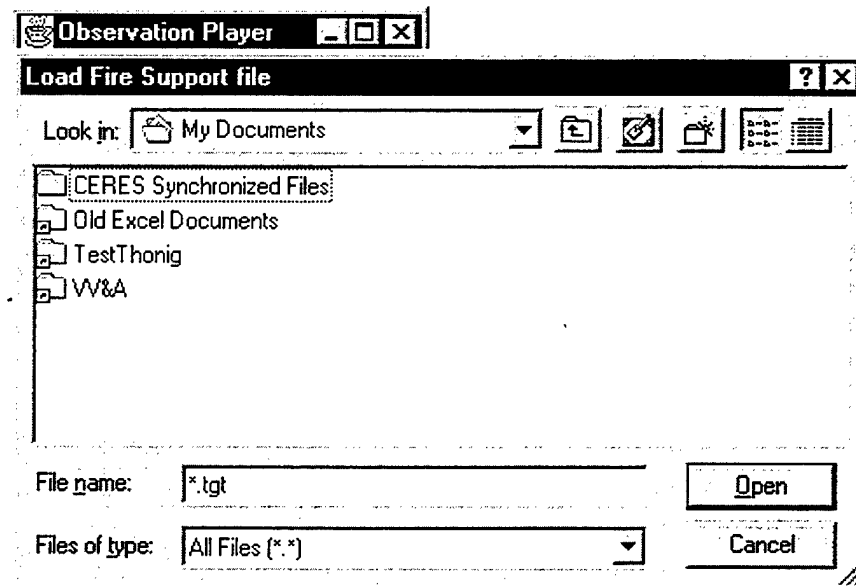 Observation Player
Load Fire Support file
Look in: My Documents
CERES Synchronized Files
Old Excel Documents
TestThonig
VV&A
File name: *.tgt Open
Files of type: All Files (*.*) Cancel